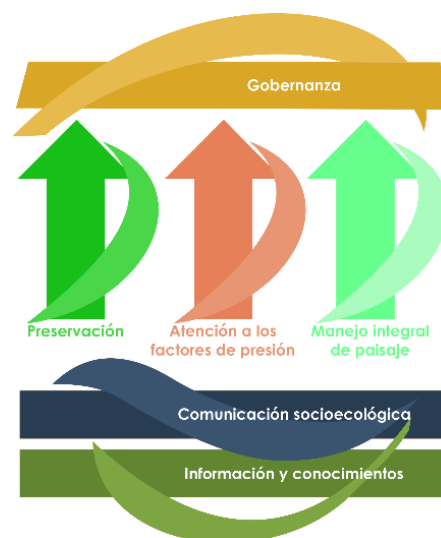 Gobernanza
Preservación
Atención a los
factores de presión
Manejo integral
de paisaje
Comunicación socioecológica
Información y conocimientos